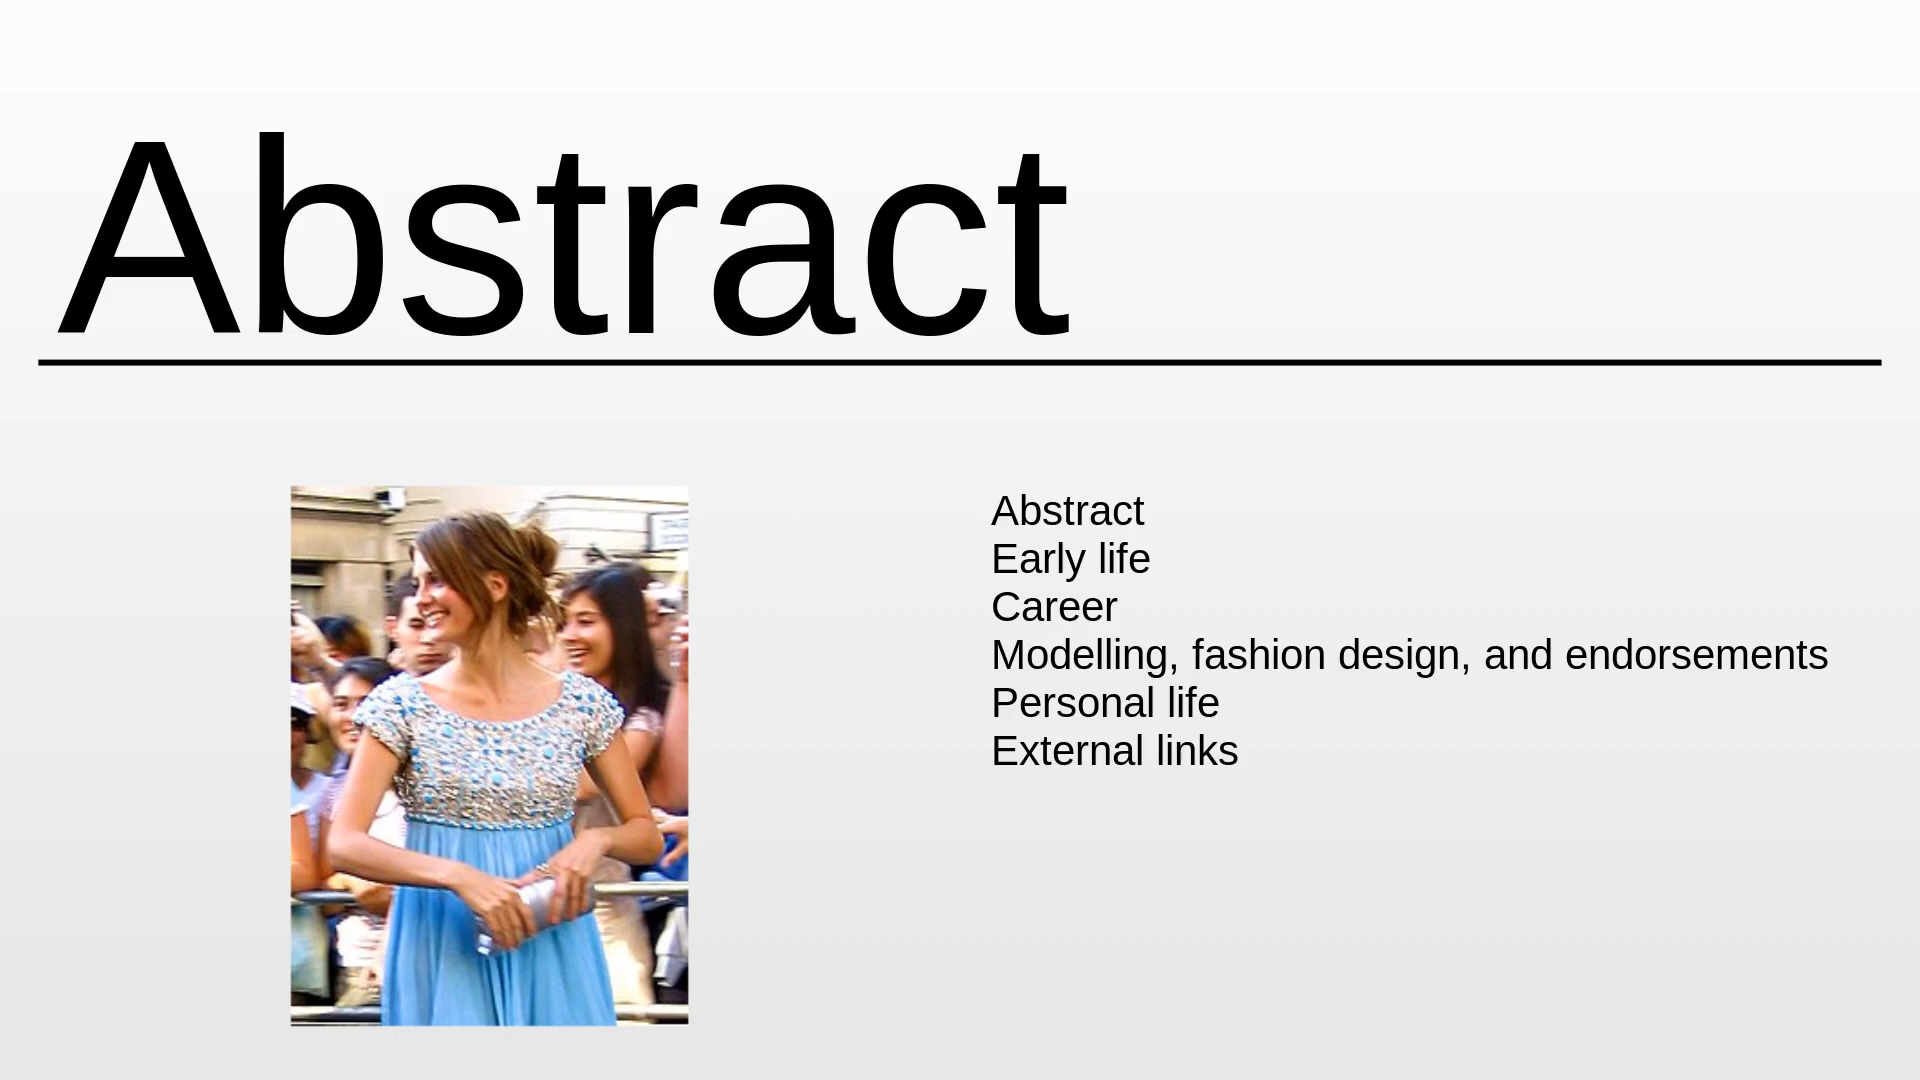 Abstract
Abstract
Early life
Career
Modelling, fashion design, and endorsements
Personal life
External links